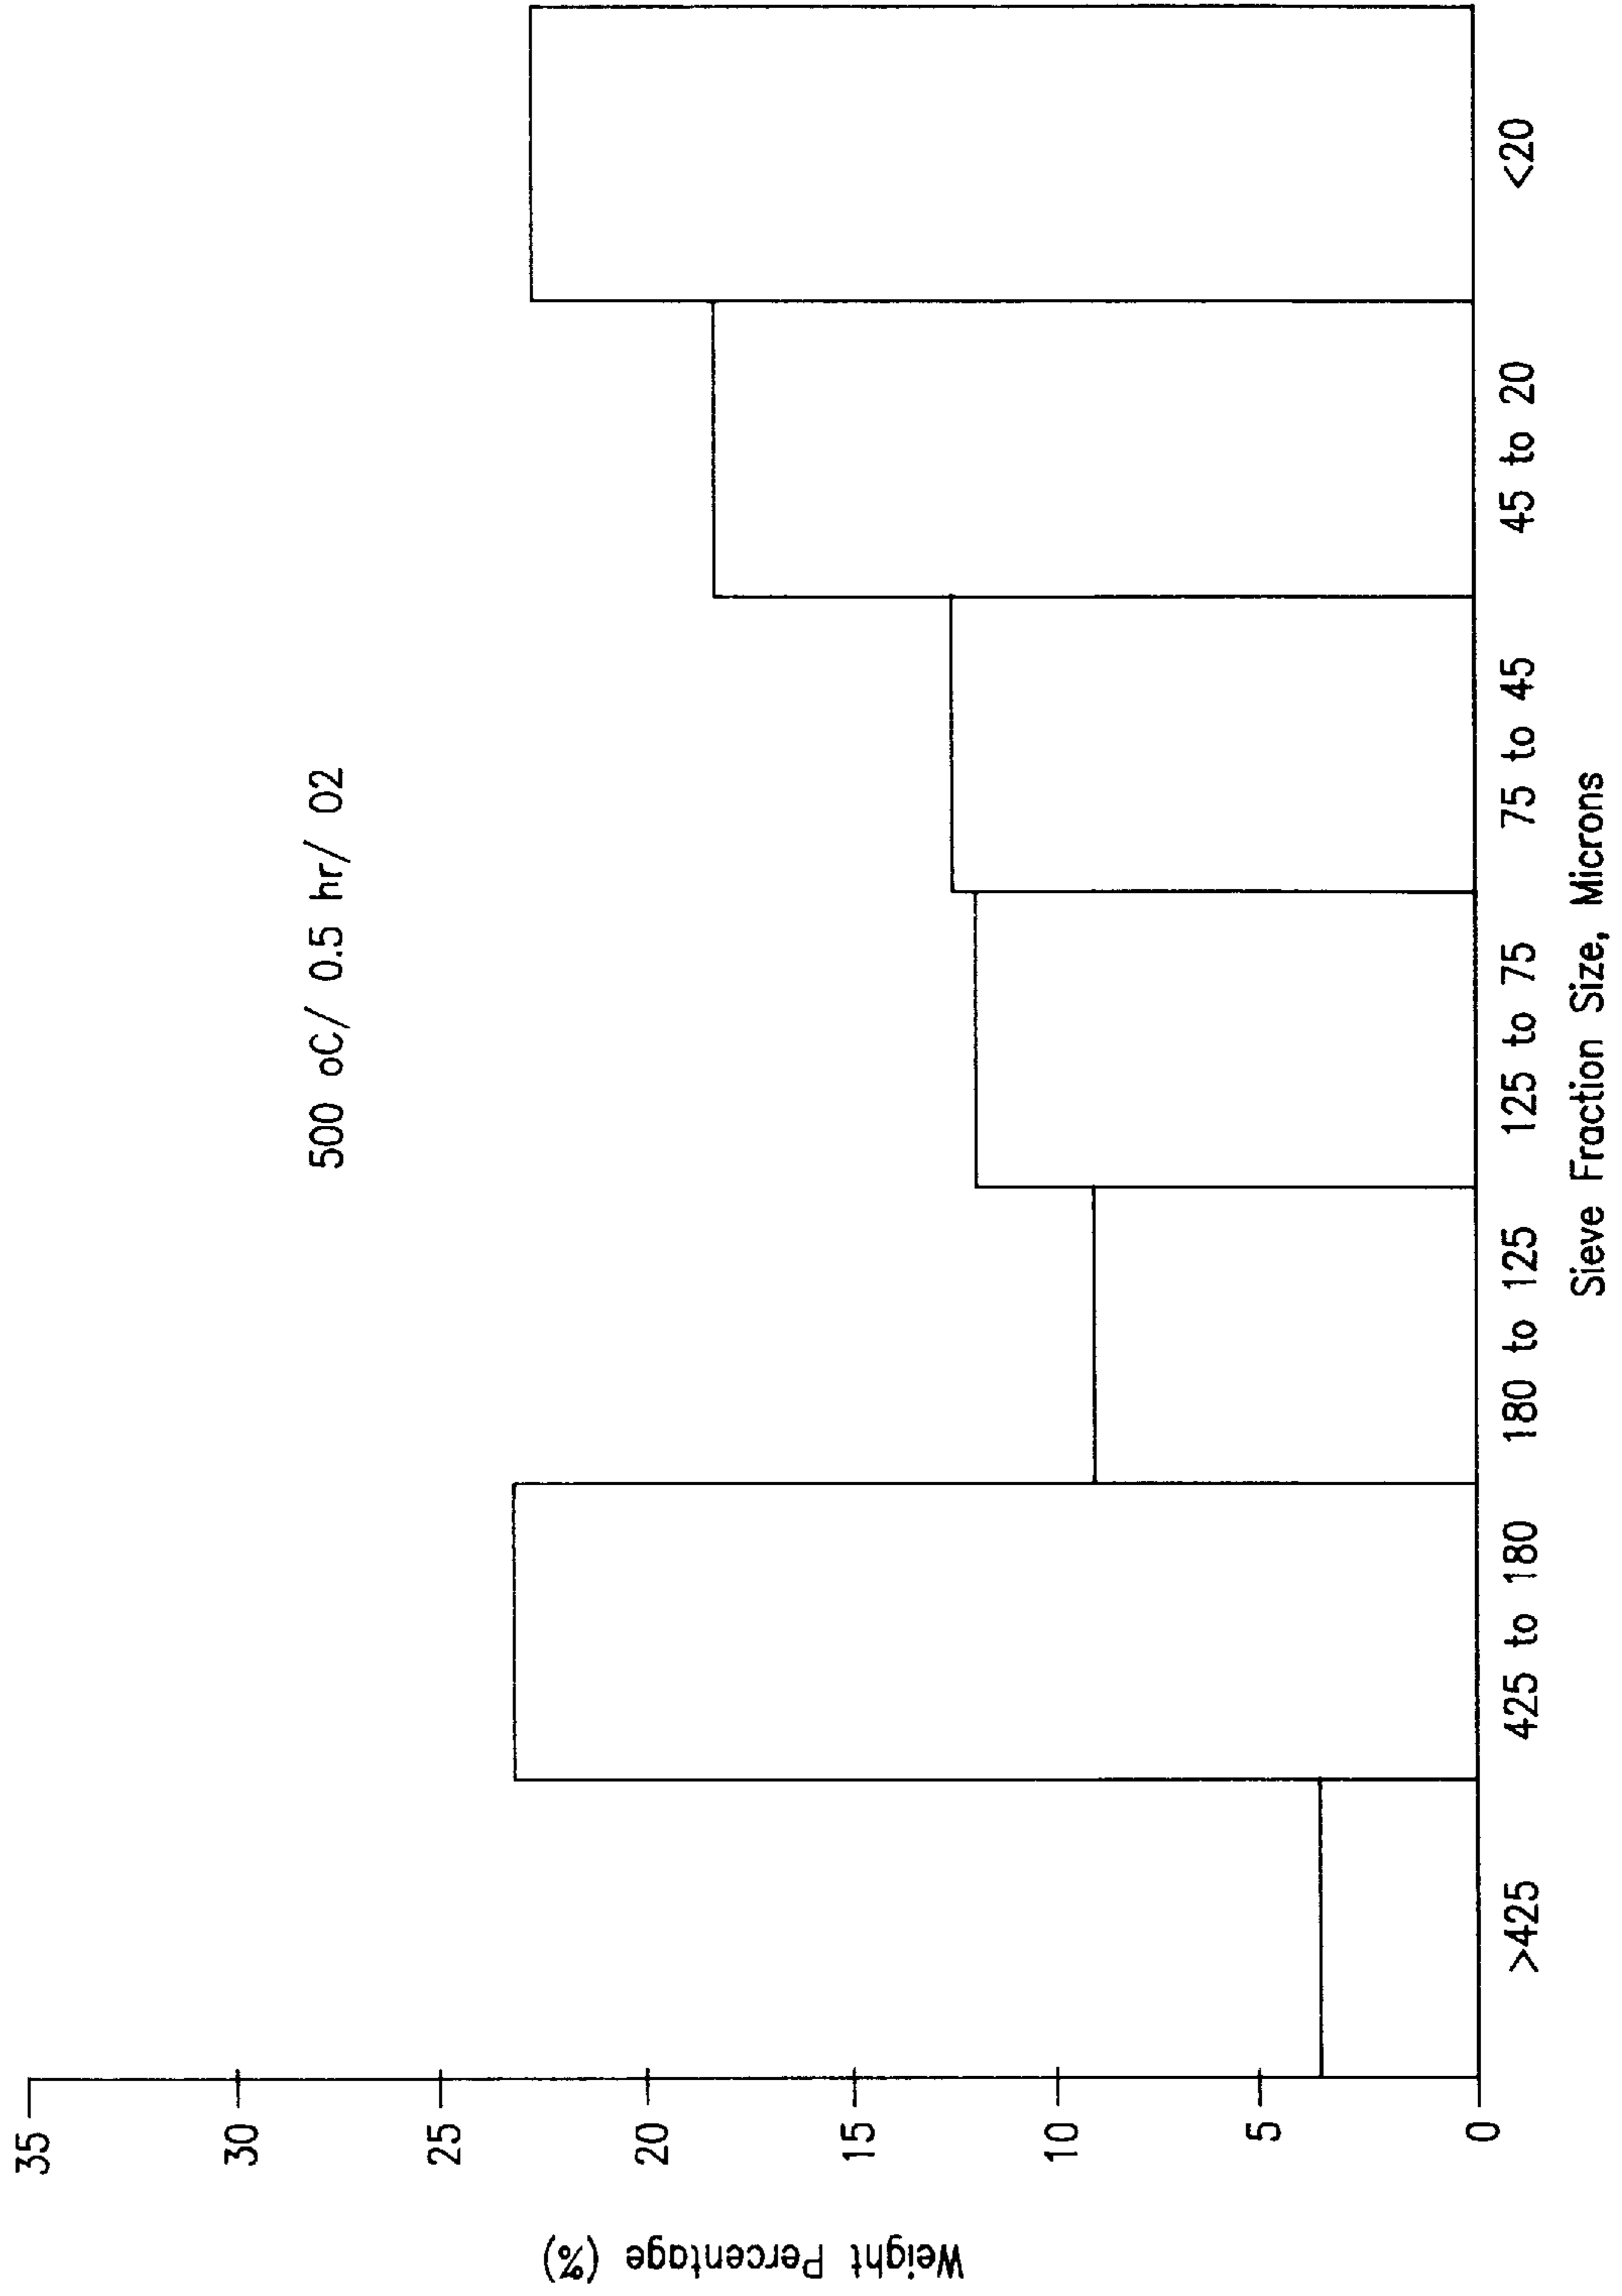 500 oC/ 0.5 hr/ O2
Weight Percentage (%)
35
30
25
20
15
10
5
0
>425
425 to 180
180 to 125
125 to 75
75 to 45
45 to 20
<20
Sieve Fraction Size, Microns